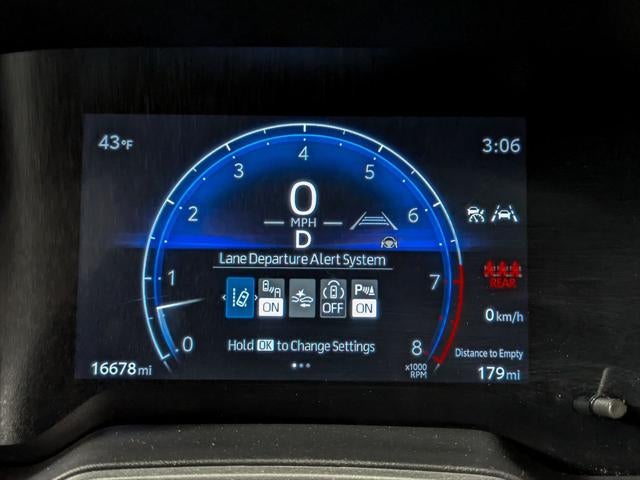 43°F
3:06
4
3
5
2
6
1
7
0
8
0
MPH
D
Lane Departure Alert System
ON
OFF
P
ON
Hold OK to Change Settings
x1000
RPM
REAR
0 km/h
Distance to Empty
179 mi
16678 mi